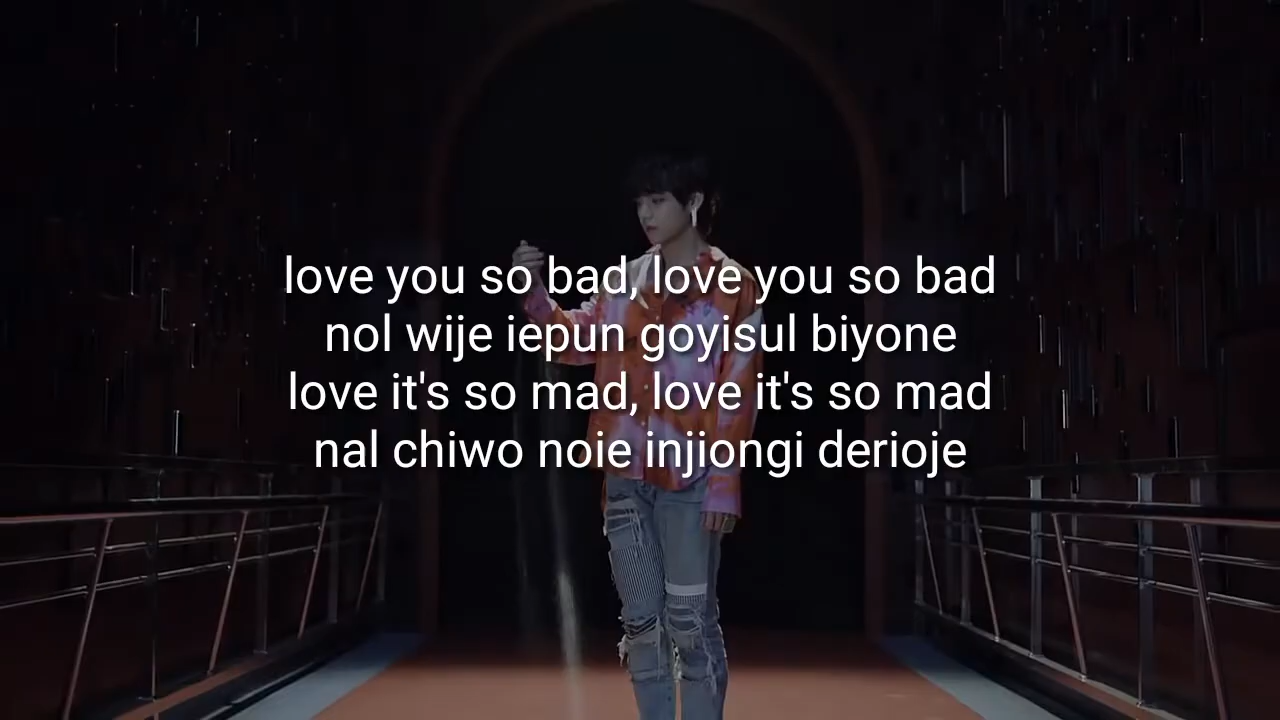 love you so bad, love you so bad
nol wije iepun goyisul biyone
love it's so mad, love it's so mad
nal chiwo noie injiongi derioje